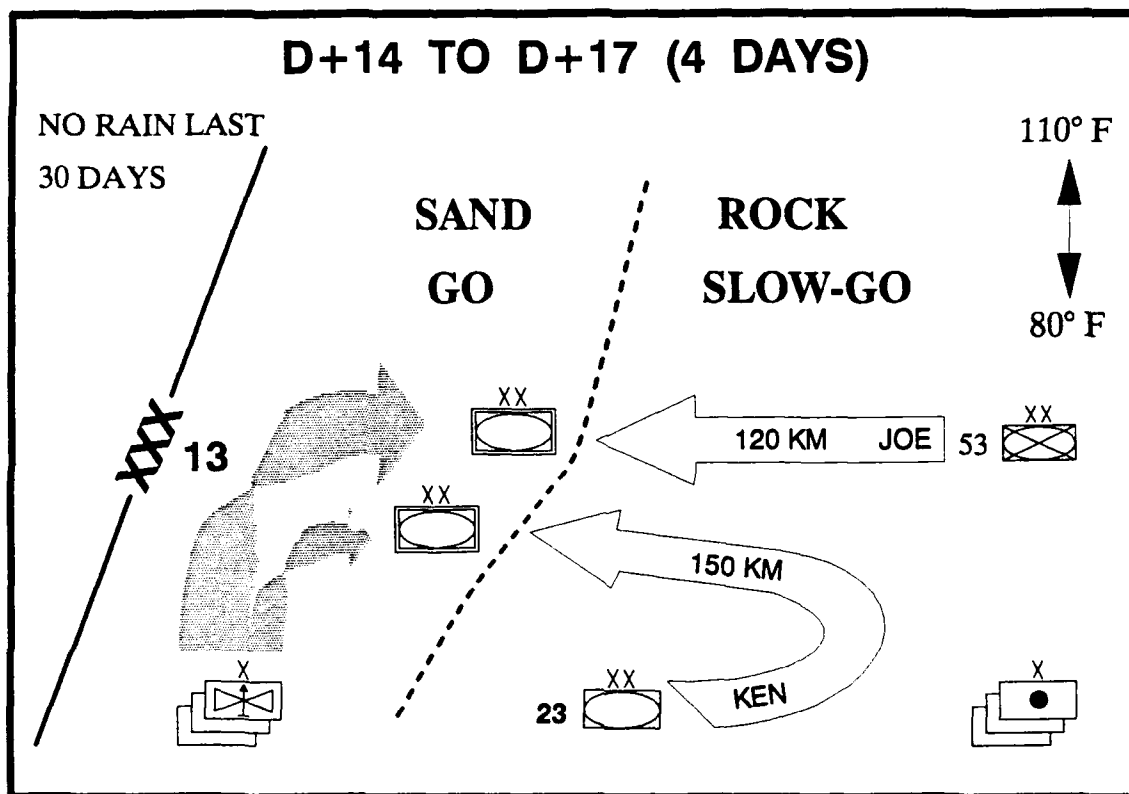 D+14 TO D+17 (4 DAYS)
NO RAIN LAST
30 DAYS
110° F
SAND
GO
ROCK
SLOW-GO
80° F
XXX
13
XX
120 KM JOE
53
XX
XX
150 KM
X
23
XX
KEN
X